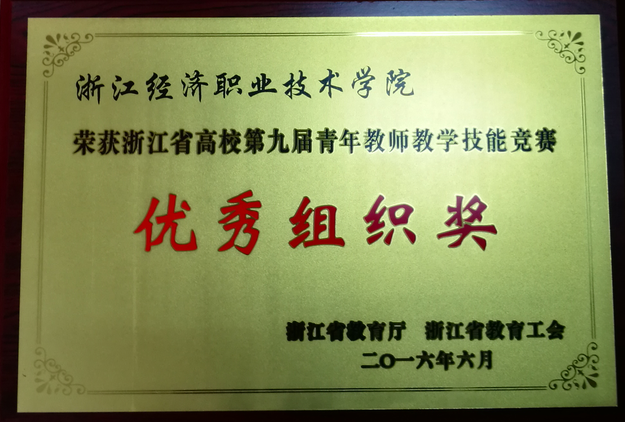 浙江经济职业技术学院
荣获浙江省高校第九届青年教师教学技能竞赛
优秀组织奖
浙江省教育厅 浙江省教育工会
二〇一六年六月